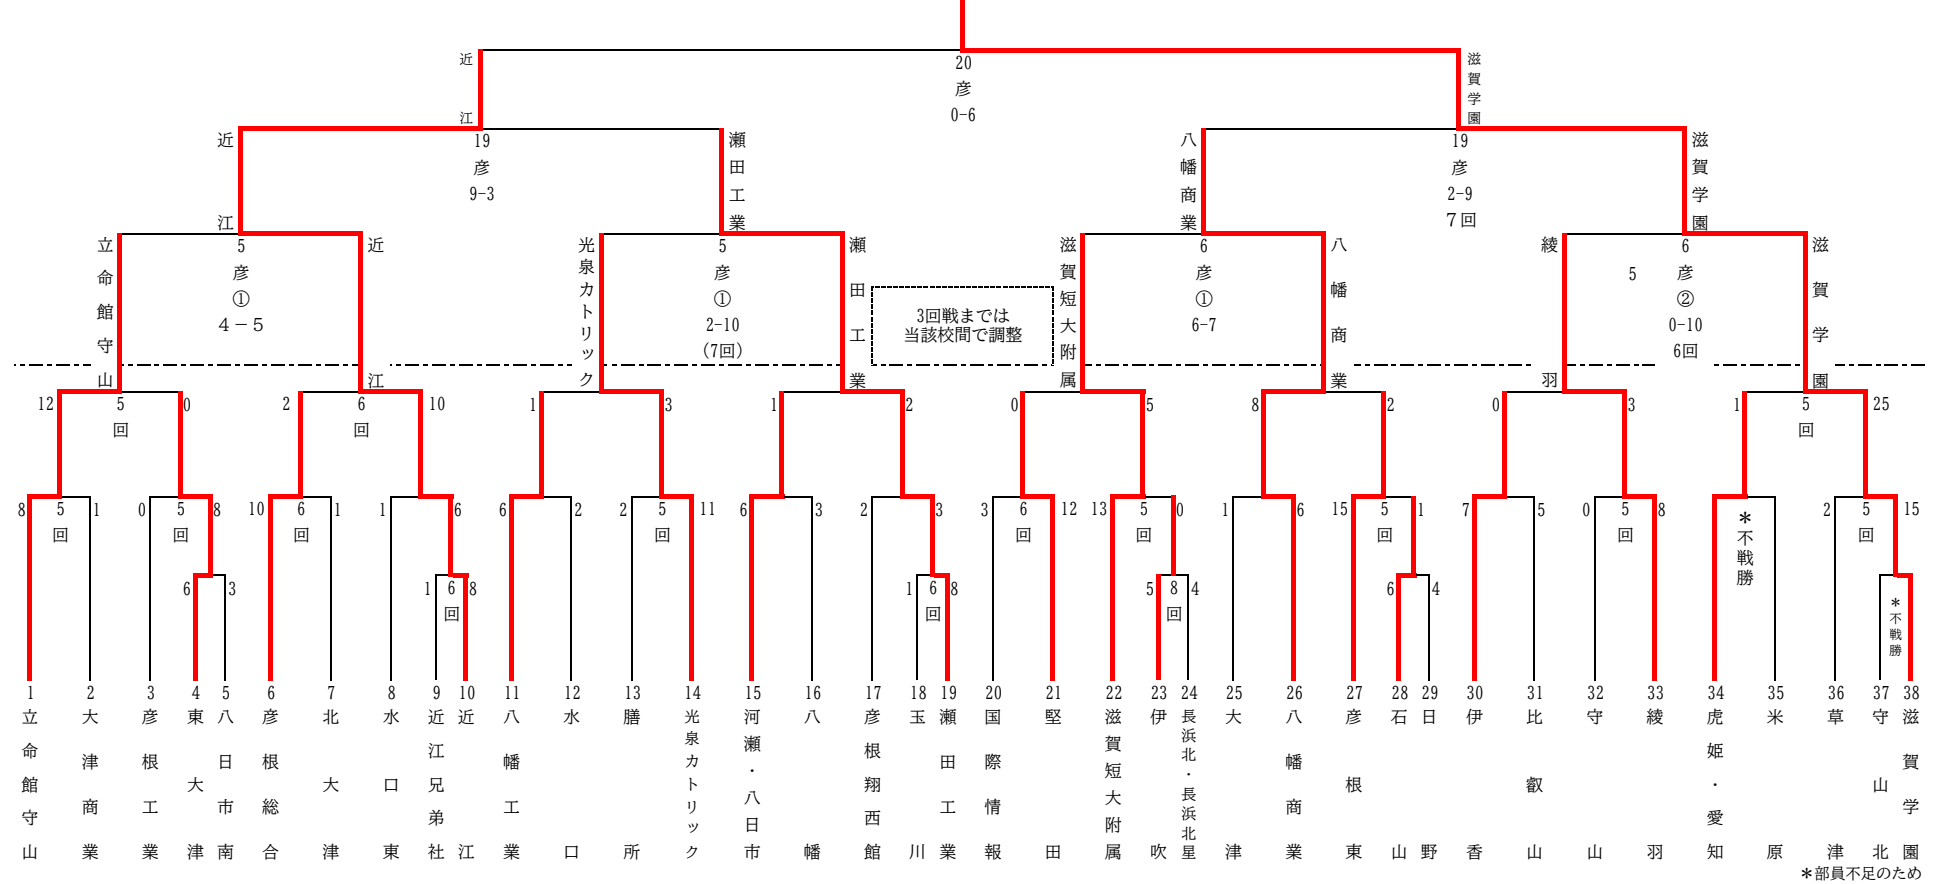 20
彦
0-6
近江
滋賀学園
19
彦
9-3
19
彦
2-9
７回
近江
瀬田工業
八幡商業
滋賀学園
5
彦
①
４－５
5
彦
①
2-10
(7回)
6
彦
①
6-7
6
5 彦
②
0-10
6回
立命館守山
近江
光泉カトリック
瀬田工業
滋賀短大附属
八幡商業
綾羽
滋賀学園
3回戦までは
当該校間で調整
12 5 0 2 6 10 1 3 1 2 0 5 8 2 0 3 1 5 25
回 回 回
8 5 1 0 5 8 10 6 1 1 6 6 2 2 5 11 6 3 2 3 3 6 12 13 5 0 1 6 15 5 1 7 5 0 5 8 2 5 15
回 回 回 回 回 回 回 回 回
＊不戦勝
6 3 1 6 8 1 6 8 5 8 4 6 4
回 回 回
＊不戦勝
1 立命館守山
2 大津商業
3 彦根工業
4 東大津
5 八日市南
6 彦根総合
7 北大津
8 水口東
9 近江兄弟社
10 近江
11 八幡工業
12 水口
13 膳所
14 光泉カトリック
15 河瀬・八日市
16 八幡
17 彦根翔西館
18 玉川
19 瀬田工業
20 国際情報
21 堅田
22 滋賀短大附属
23 伊吹
24 長浜北・長浜北星
25 大津
26 八幡商業
27 彦根東
28 石山
29 日野
30 伊香
31 比叡山
32 守山
33 綾羽
34 虎姫・愛知
35 米原
36 草津
37 守山北
38 滋賀学園
＊部員不足のため